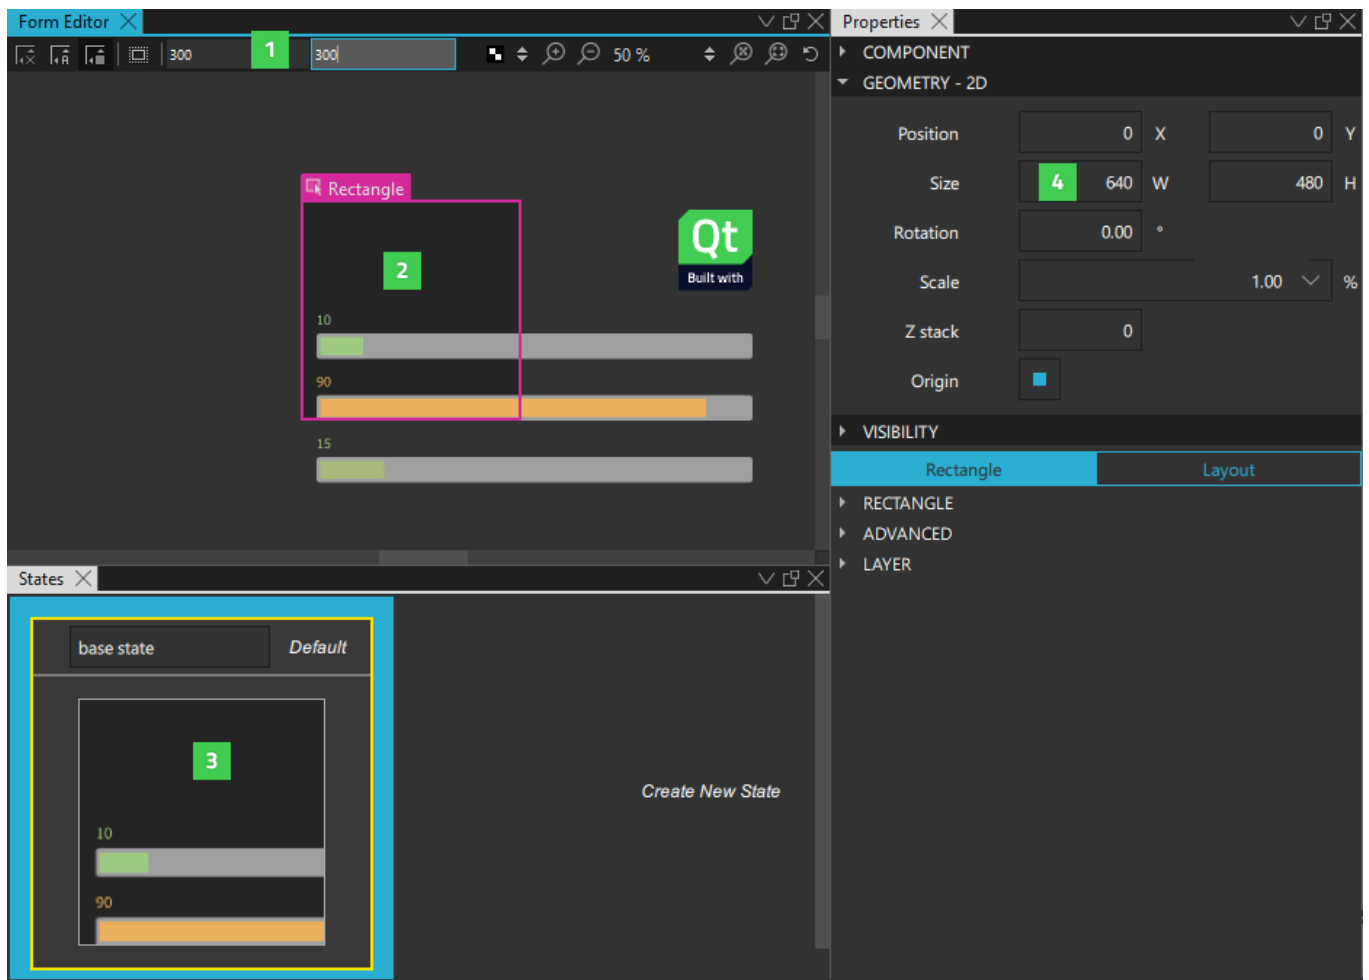 Form Editor
300
1
300
50 %
Rectangle
2
Qt
Built with
10
90
15
States
base state
Default
3
10
90
Create New State
Properties
COMPONENT
GEOMETRY - 2D
Position 0 X 0 Y
Size 4 640 W 480 H
Rotation 0.00 °
Scale 1.00 %
Z stack 0
Origin
VISIBILITY
Rectangle Layout
RECTANGLE
ADVANCED
LAYER